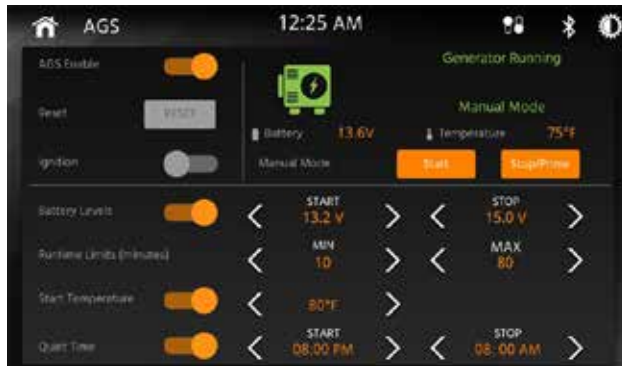 AGS
12:25 AM
AGS Enable
Generator Running
Reset
RESET
Manual Mode
Battery
13.6V
Temperature
75°F
Ignition
Manual Mode
Start
Stop/Prime
Battery Levels
START
13.2 V
STOP
15.0 V
Runtime Limits (minutes)
MIN
10
MAX
80
Start Temperature
80°F
Quiet Time
START
08:00 PM
STOP
08: 00 AM